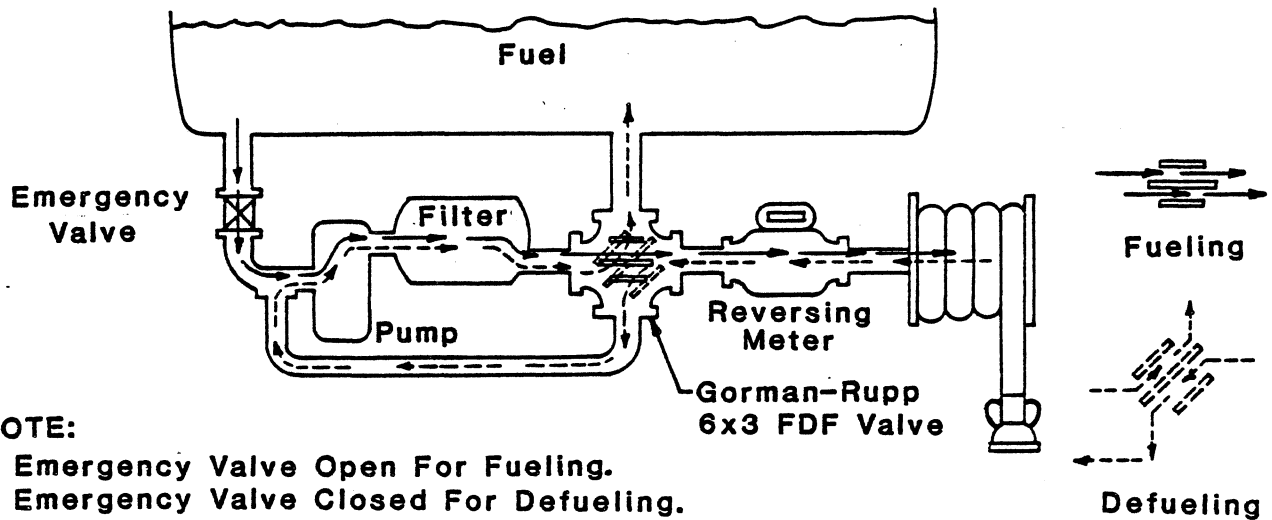 Fuel
Emergency
Valve
Filter
Pump
Reversing
Meter
Gorman-Rupp
6x3 FDF Valve
Fueling
Defueling
OTE:
Emergency Valve Open For Fueling.
Emergency Valve Closed For Defueling.